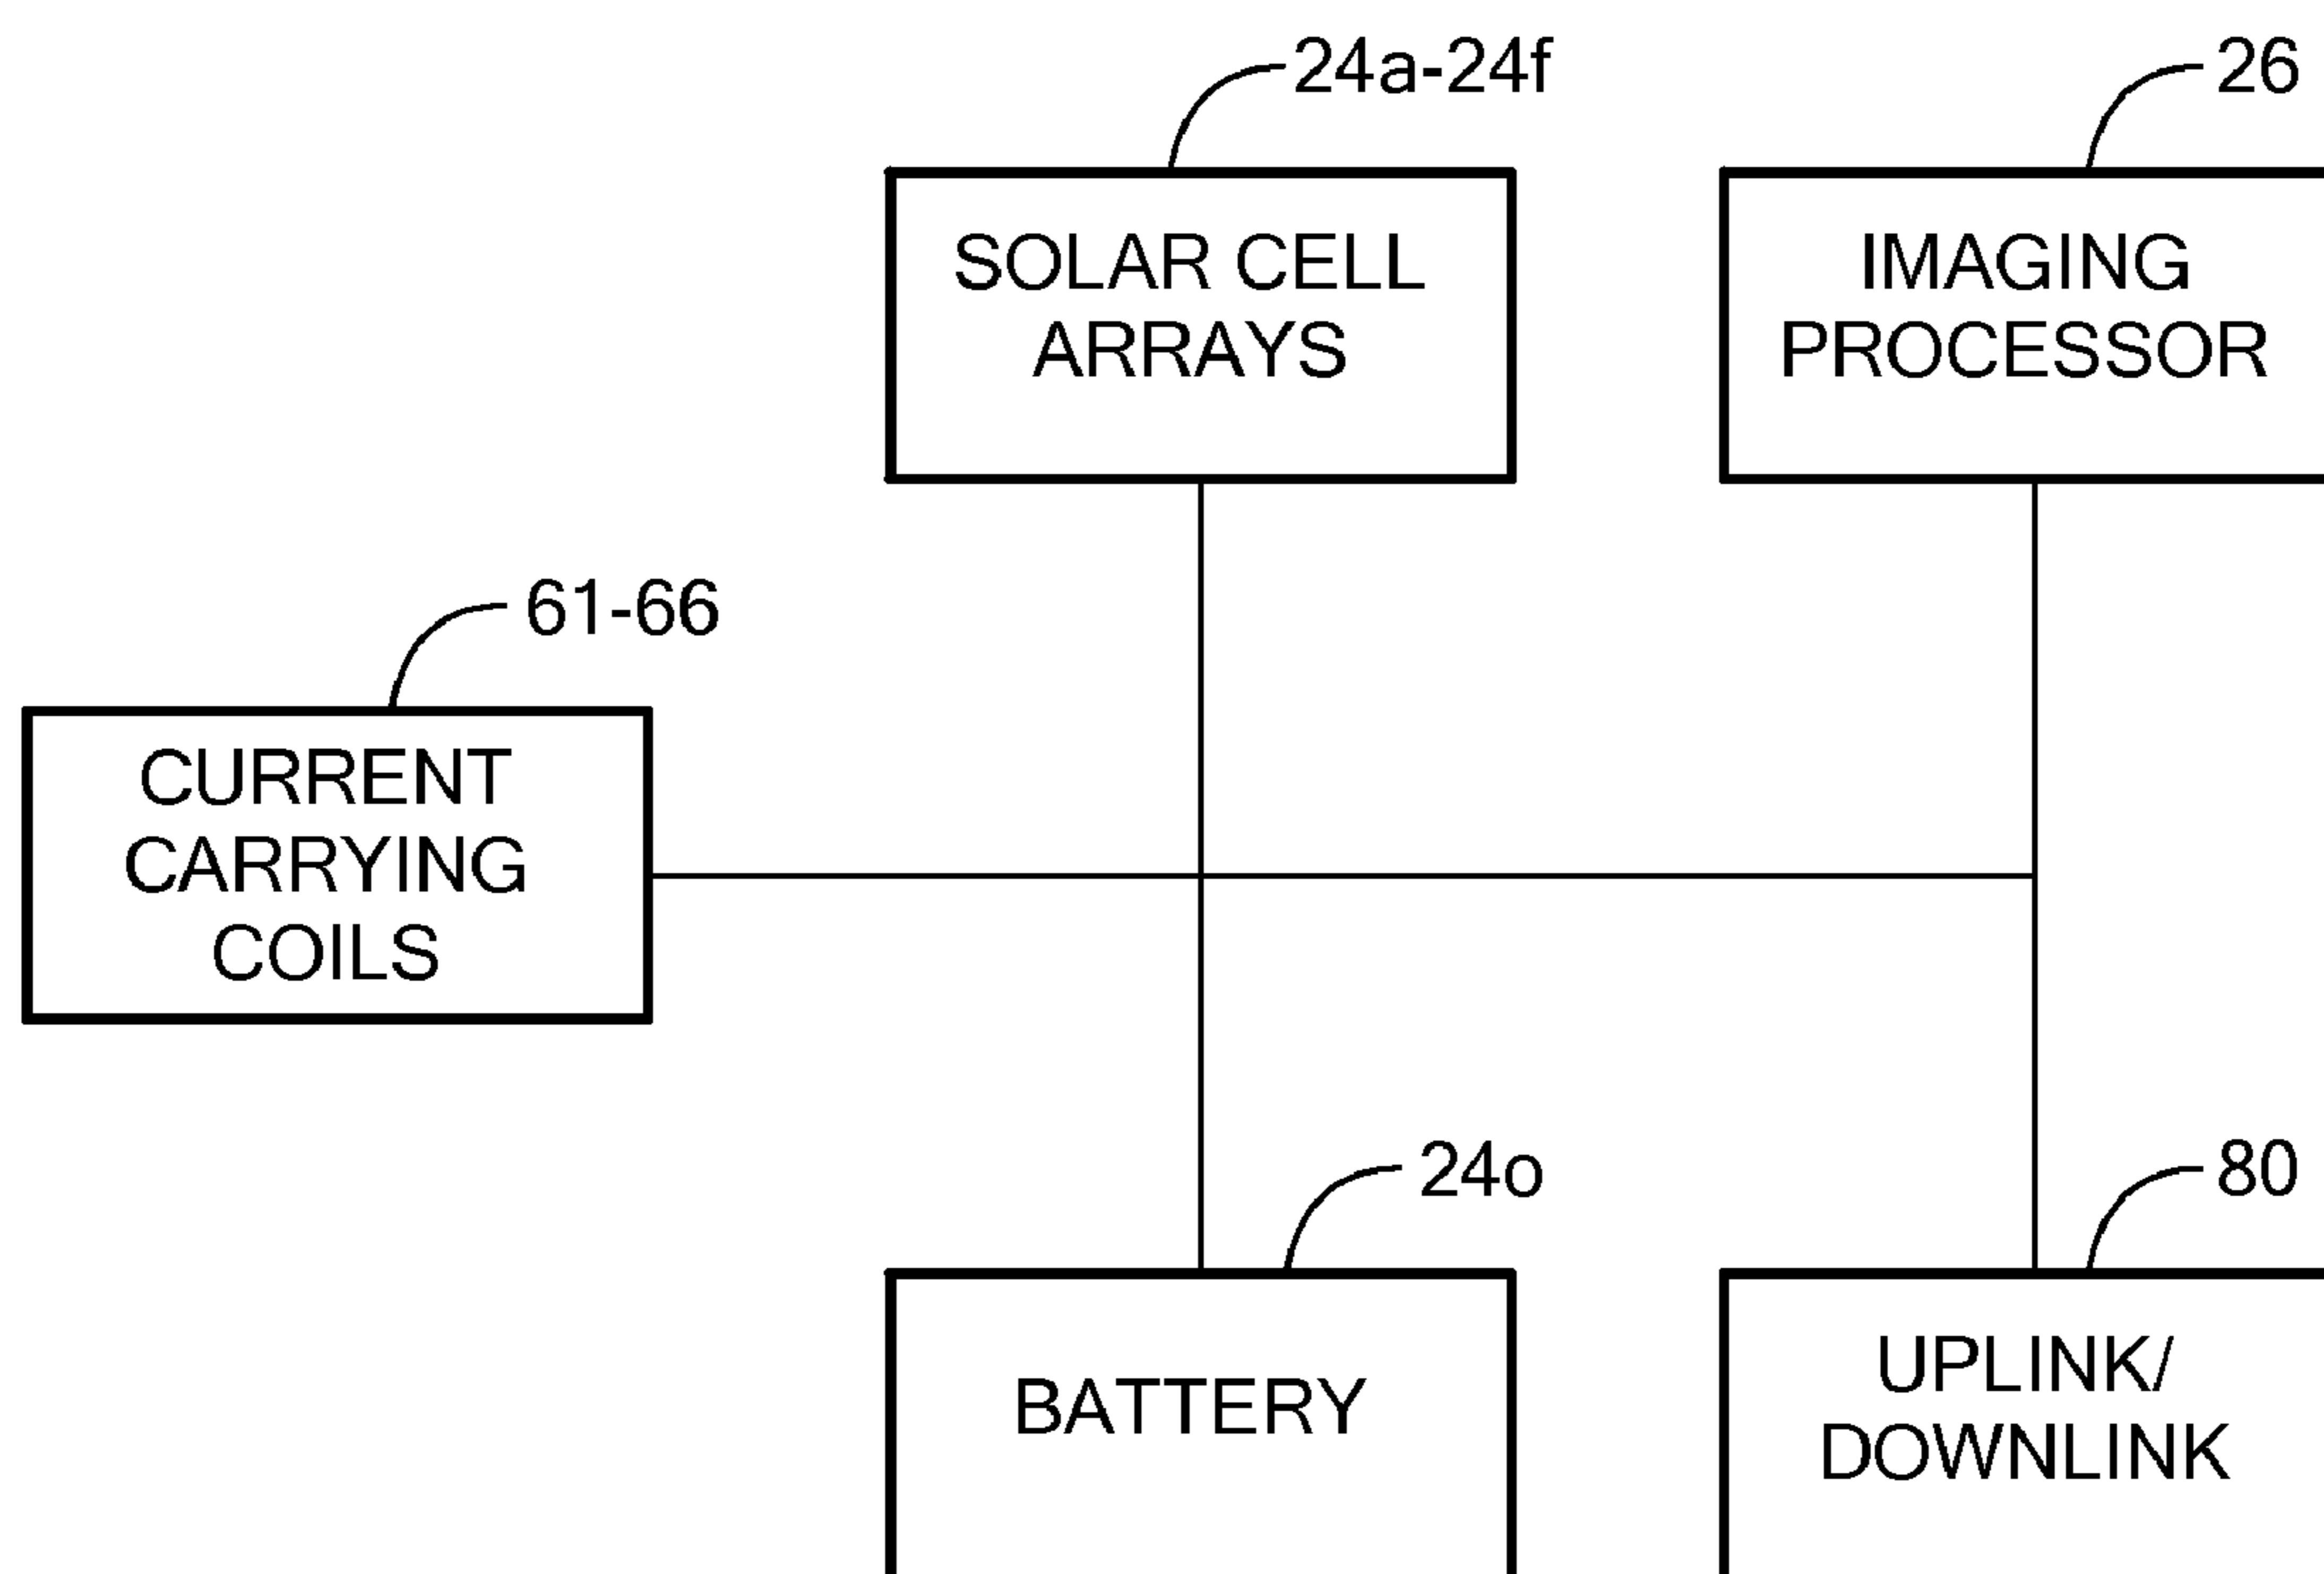 24a-24f
SOLAR CELL
ARRAYS
26
IMAGING
PROCESSOR
61-66
CURRENT
CARRYING
COILS
24o
BATTERY
80
UPLINK/
DOWNLINK